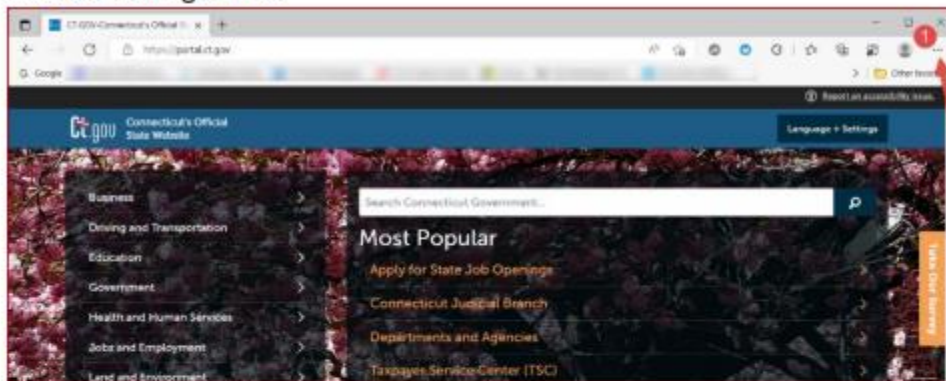 CT.GOV-Connecticut's Official S
https://portal.ct.gov
1
G. Google
Other favori
Report an accessibility issue.
Ct.gov Connecticut's Official
State Website
Language + Settings
Business
Driving and Transportation
Education
Government
Health and Human Services
Jobs and Employment
Land and Environment
Search Connecticut Government...
Most Popular
Apply for State Job Openings
Connecticut Judicial Branch
Departments and Agencies
Taxpayer Service Center (TSC)
Take Our Survey